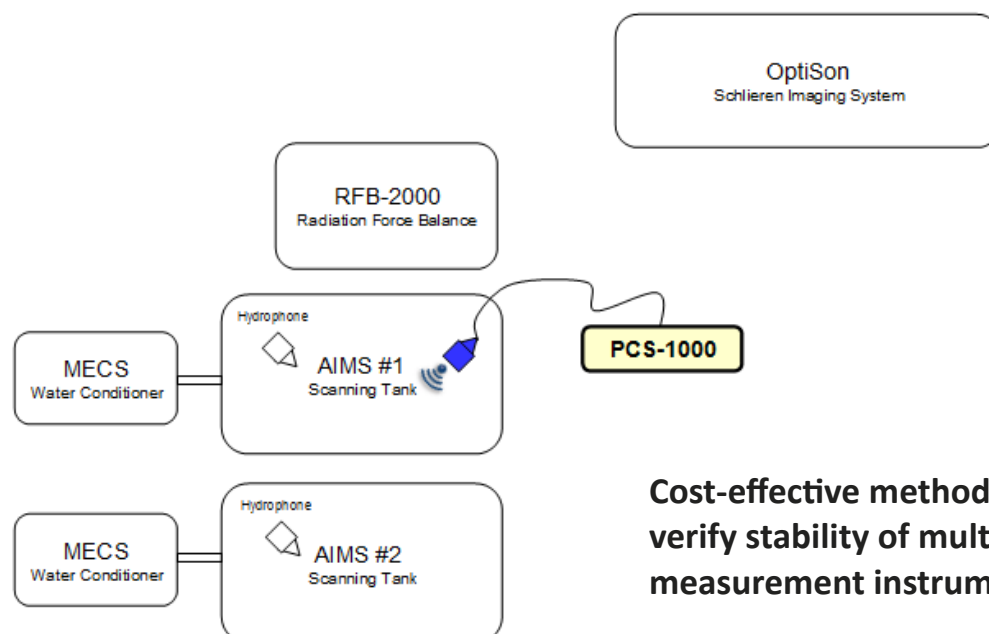 OptiSon
Schlieren Imaging System
RFB-2000
Radiation Force Balance
Hydrophone
AIMS #1
Scanning Tank
MECS
Water Conditioner
PCS-1000
Hydrophone
AIMS #2
Scanning Tank
MECS
Water Conditioner
Cost-effective method
verify stability of mult
measurement instrum